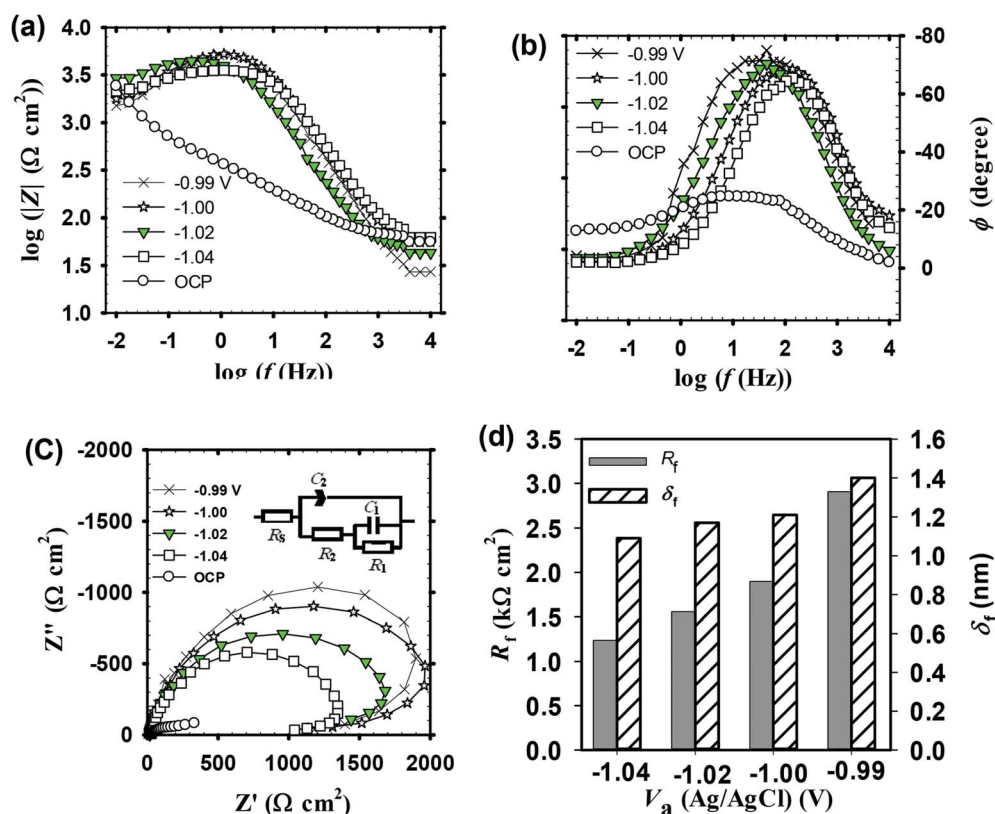 (a)
4.0
3.5
3.0
2.5
2.0
1.5
1.0
log (|Z| (Ω cm²)
-0.99 V
-1.00
-1.02
-1.04
OCP
-2 -1 0 1 2 3 4
log (f (Hz))
(b)
-0.99 V
-1.00
-1.02
-1.04
OCP
-80
-60
-40
-20
0
ϕ (degree)
-2 -1 0 1 2 3 4
log (f (Hz))
(C)
-2000
-1500
-1000
-500
0
Z'' (Ω cm²)
-0.99 V
-1.00
-1.02
-1.04
OCP
C₂
C₁
R_S
R₂
R₁
0 500 1000 1500 2000
Z' (Ω cm²)
(d)
3.5
3.0
2.5
2.0
1.5
1.0
0.5
0.0
R_f (kΩ cm²)
R_f
δ_f
1.6
1.4
1.2
1.0
0.8
0.6
0.4
0.2
0.0
δ_f (nm)
-1.04 -1.02 -1.00 -0.99
V_a (Ag/AgCl) (V)